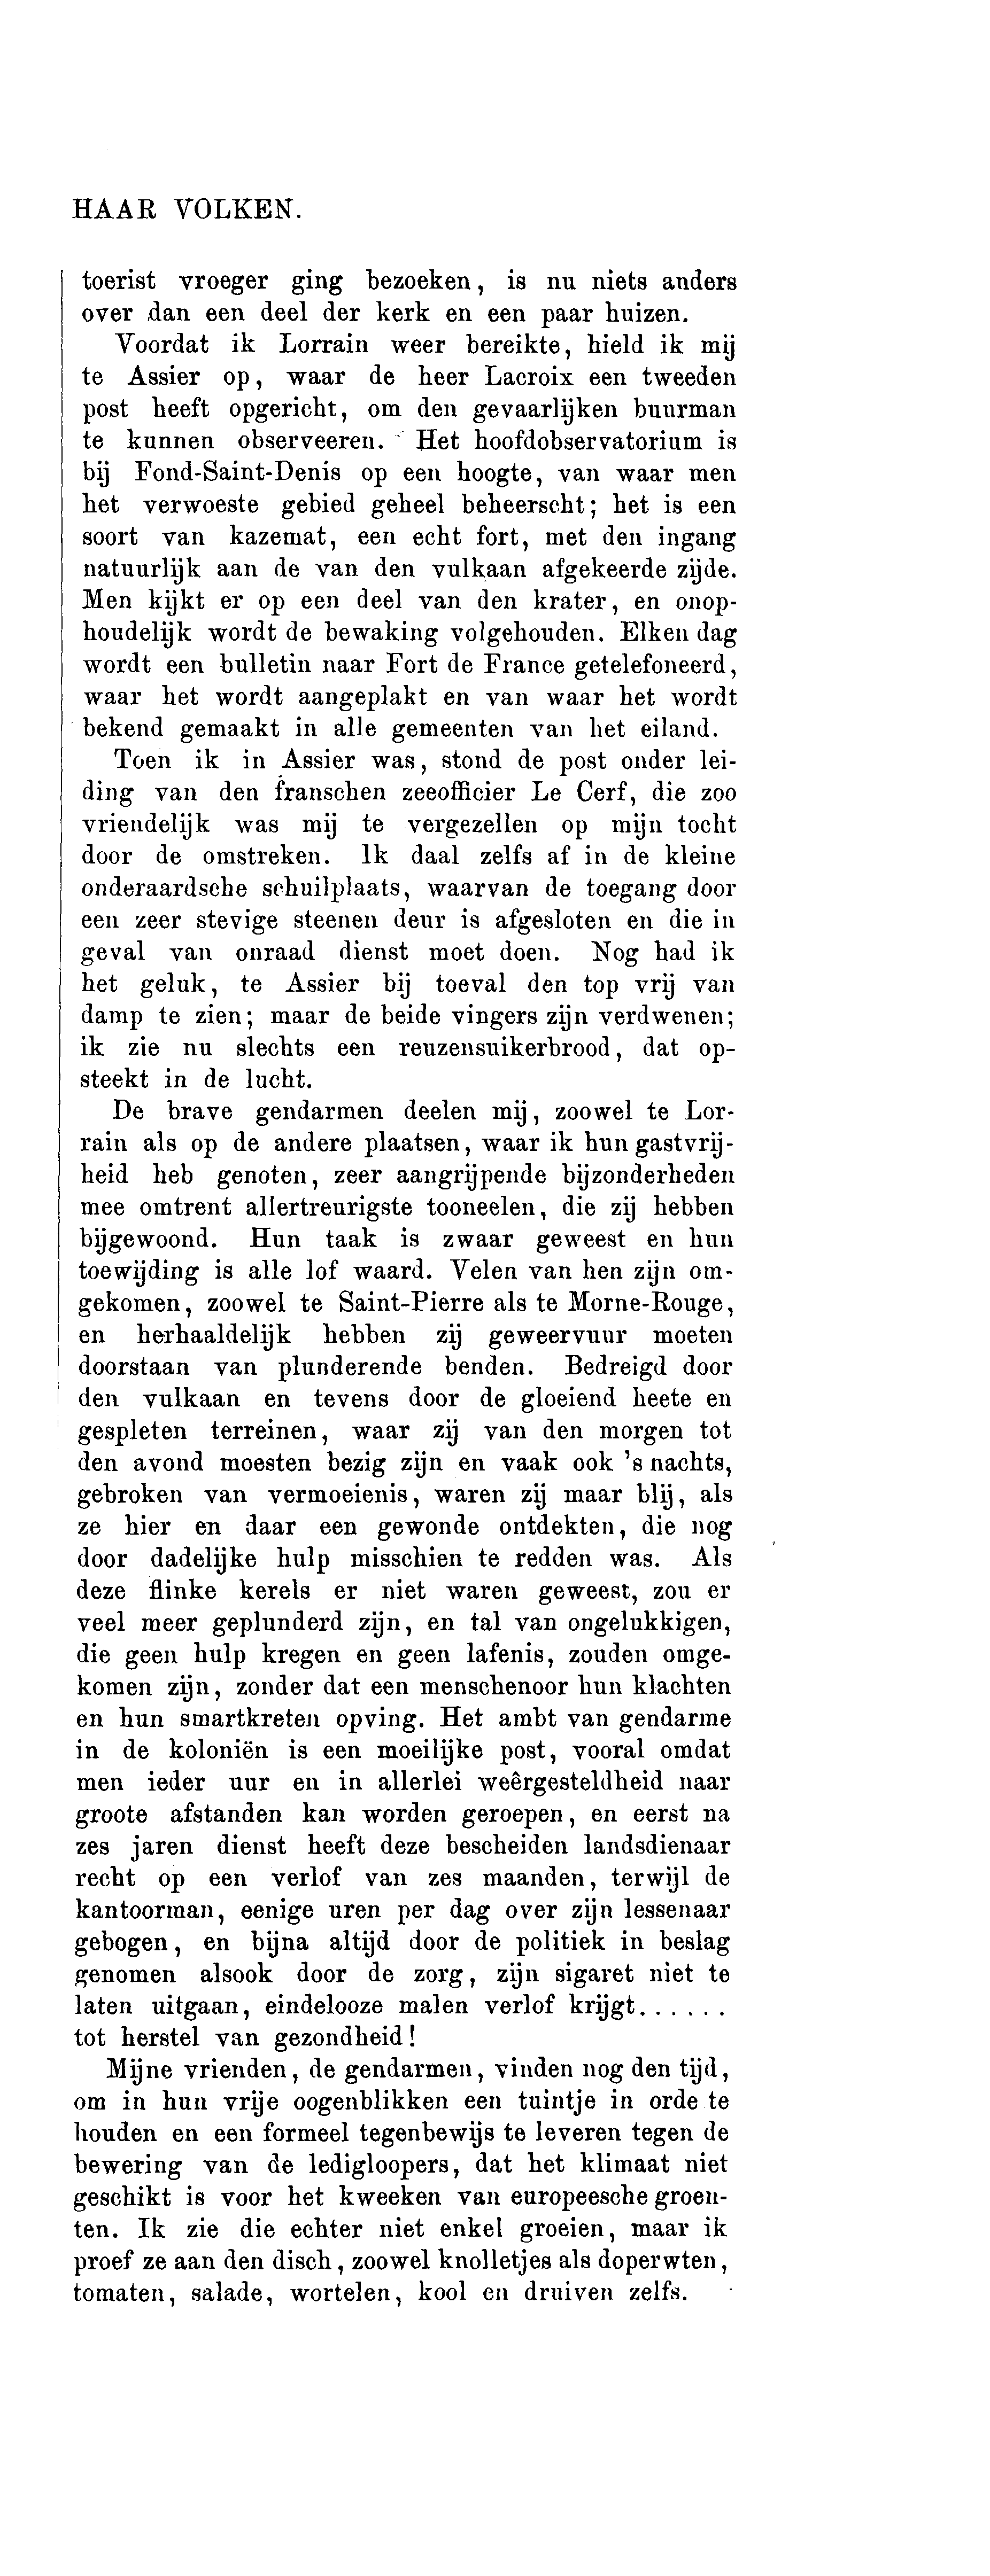 HAAR VOLKEN.
toerist vroeger ging bezoeken, is nu niets anders
over dan een deel der kerk en een paar huizen.
Voordat ik Lorrain weer bereikte, hield ik mij
te Assier op, waar de heer Lacroix een tweeden
post heeft opgericht, om den gevaarlijken buurman
te kunnen observeeren. Het hoofdobservatorium is
bij Fond-Saint-Denis op een hoogte, van waar men
het verwoeste gebied geheel beheerscht; het is een
soort van kazemat, een echt fort, met den ingang
natuurlijk aan de van den vulkaan afgekeerde zijde.
Men kijkt er op een deel van den krater, en onop-
houdelijk wordt de bewaking volgehouden. Elken dag
wordt een bulletin naar Fort de France getelefoneerd,
waar het wordt aangeplakt en van waar het wordt
bekend gemaakt in alle gemeenten van het eiland.
Toen ik in Assier was, stond de post onder lei-
ding van den franschen zeeofficier Le Cerf, die zoo
vriendelijk was mij te vergezellen op mijn tocht
door de omstreken. Ik daal zelfs af in de kleine
onderaardsche schuilplaats, waarvan de toegang door
een zeer stevige steenen deur is afgesloten en die in
geval van onraad dienst moet doen. Nog had ik
het geluk, te Assier bij toeval den top vrij van
damp te zien; maar de beide vingers zijn verdwenen;
ik zie nu slechts een reuzensuikerbrood, dat op-
steekt in de lucht.
De brave gendarmen deelen mij, zoowel te Lor-
rain als op de andere plaatsen, waar ik hun gastvrij-
heid heb genoten, zeer aangrijpende bijzonderheden
mee omtrent allertreurigste tooneelen, die zij hebben
bijgewoond. Hun taak is zwaar geweest en hun
toewijding is alle lof waard. Velen van hen zijn om-
gekomen, zoowel te Saint-Pierre als te Morne-Rouge,
en herhaaldelijk hebben zij geweervuur moeten
doorstaan van plunderende benden. Bedreigd door
den vulkaan en tevens door de gloeiend heete en
gespleten terreinen, waar zij van den morgen tot
den avond moesten bezig zijn en vaak ook 's nachts,
gebroken van vermoeienis, waren zij maar blij, als
ze hier en daar een gewonde ontdekten, die nog
door dadelijke hulp misschien te redden was. Als
deze flinke kerels er niet waren geweest, zou er
veel meer geplunderd zijn, en tal van ongelukkigen,
die geen hulp kregen en geen lafenis, zouden omge-
komen zijn, zonder dat een menschenoor hun klachten
en hun smartkreten opving. Het ambt van gendarme
in de koloniën is een moeilijke post, vooral omdat
men ieder uur en in allerlei weêrgesteldheid naar
groote afstanden kan worden geroepen, en eerst na
zes jaren dienst heeft deze bescheiden landsdienaar
recht op een verlof van zes maanden, terwijl de
kantoorman, eenige uren per dag over zijn lessenaar
gebogen, en bijna altijd door de politiek in beslag
genomen alsook door de zorg, zijn sigaret niet te
laten uitgaan, eindelooze malen verlof krijgt......
tot herstel van gezondheid!
Mijne vrienden, de gendarmen, vinden nog den tijd,
om in hun vrije oogenblikken een tuintje in orde te
houden en een formeel tegenbewijs te leveren tegen de
bewering van de ledigloopers, dat het klimaat niet
geschikt is voor het kweeken van europeesche groen-
ten. Ik zie die echter niet enkel groeien, maar ik
proef ze aan den disch, zoowel knolletjes als doperwten,
tomaten, salade, wortelen, kool en druiven zelfs.